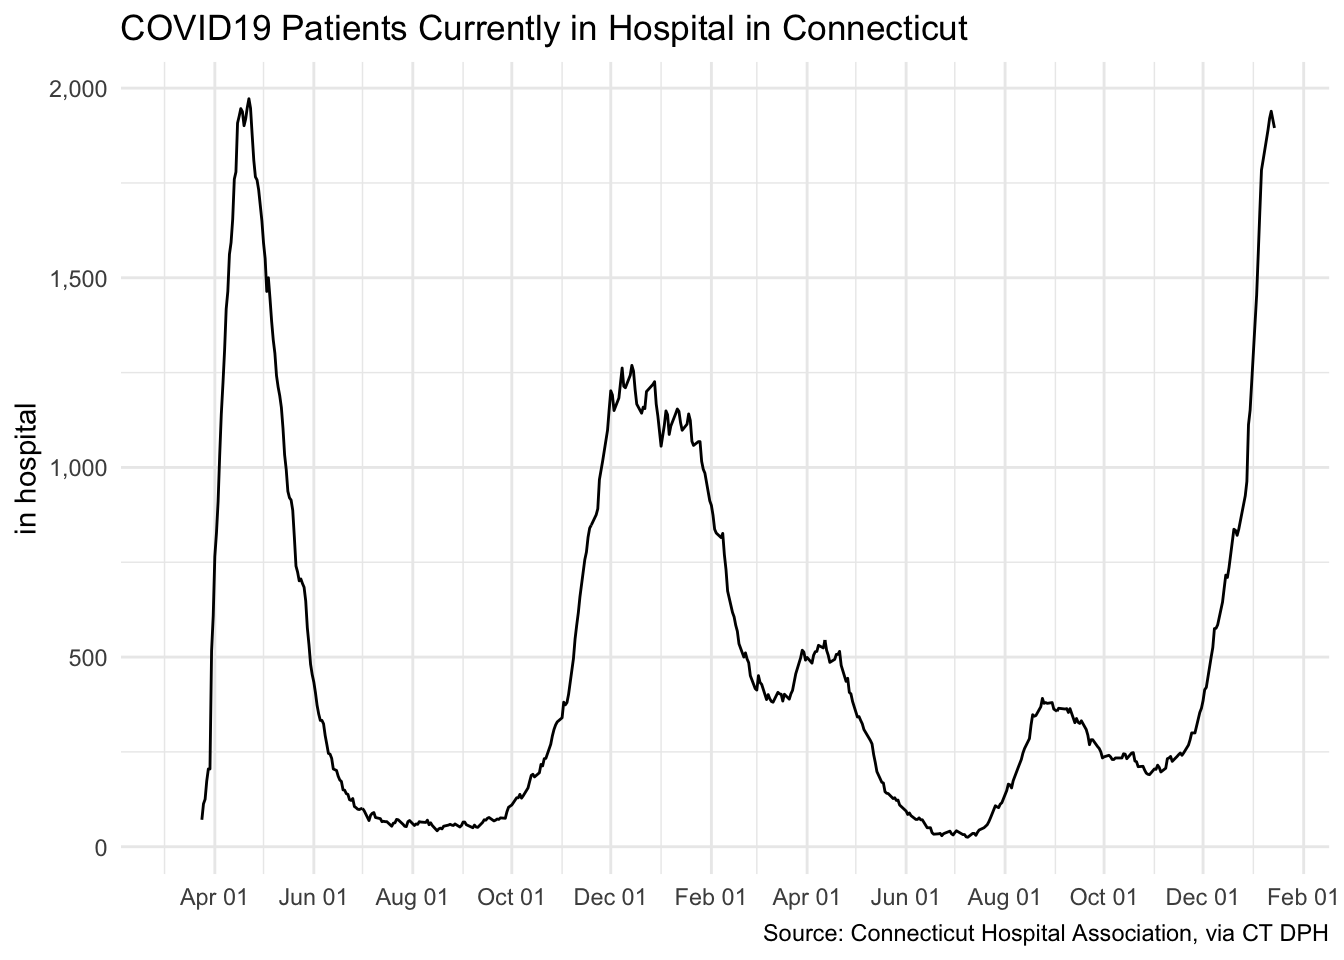 COVID19 Patients Currently in Hospital in Connecticut
2,000
1,500
1,000
500
0
in hospital
Apr 01 Jun 01 Aug 01 Oct 01 Dec 01 Feb 01 Apr 01 Jun 01 Aug 01 Oct 01 Dec 01 Feb 01
Source: Connecticut Hospital Association, via CT DPH